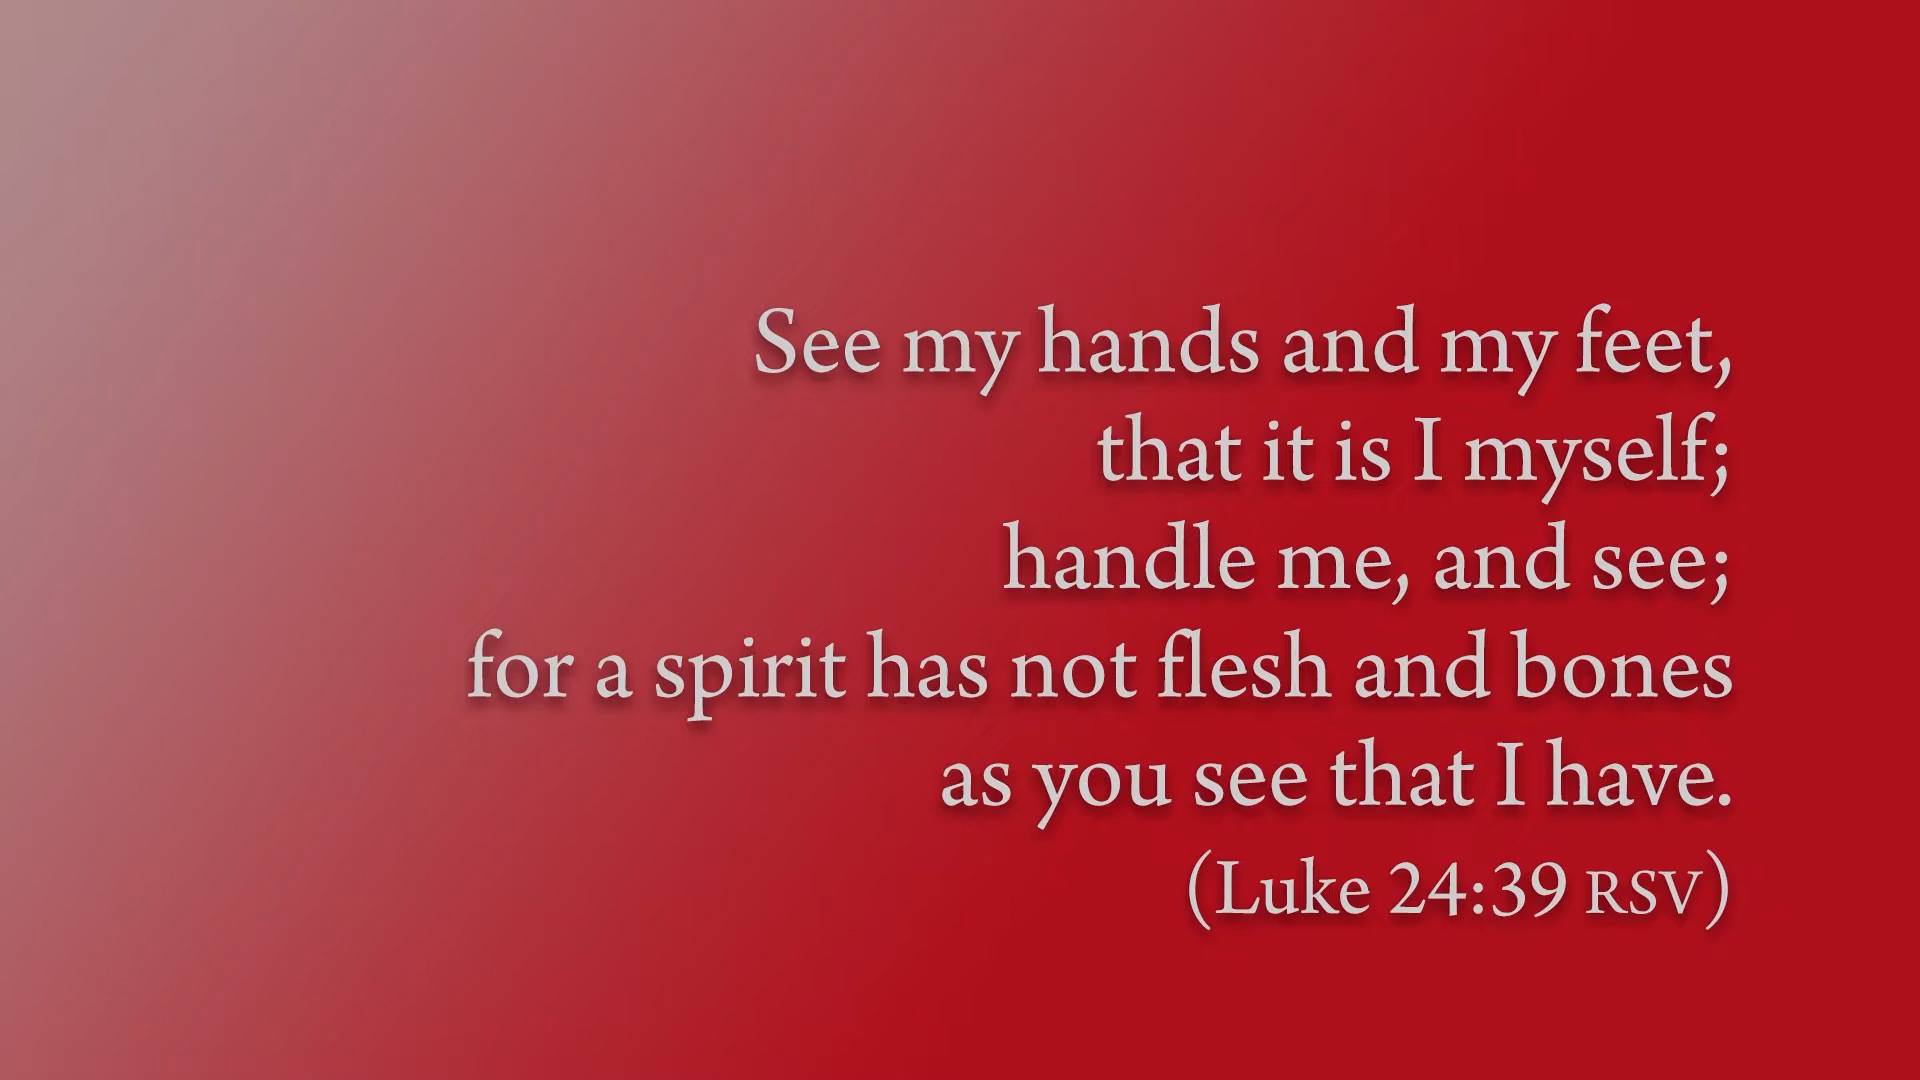 See my hands and my feet,
that it is I myself;
handle me, and see;
for a spirit has not flesh and bones
as you see that I have.
(Luke 24:39 RSV)